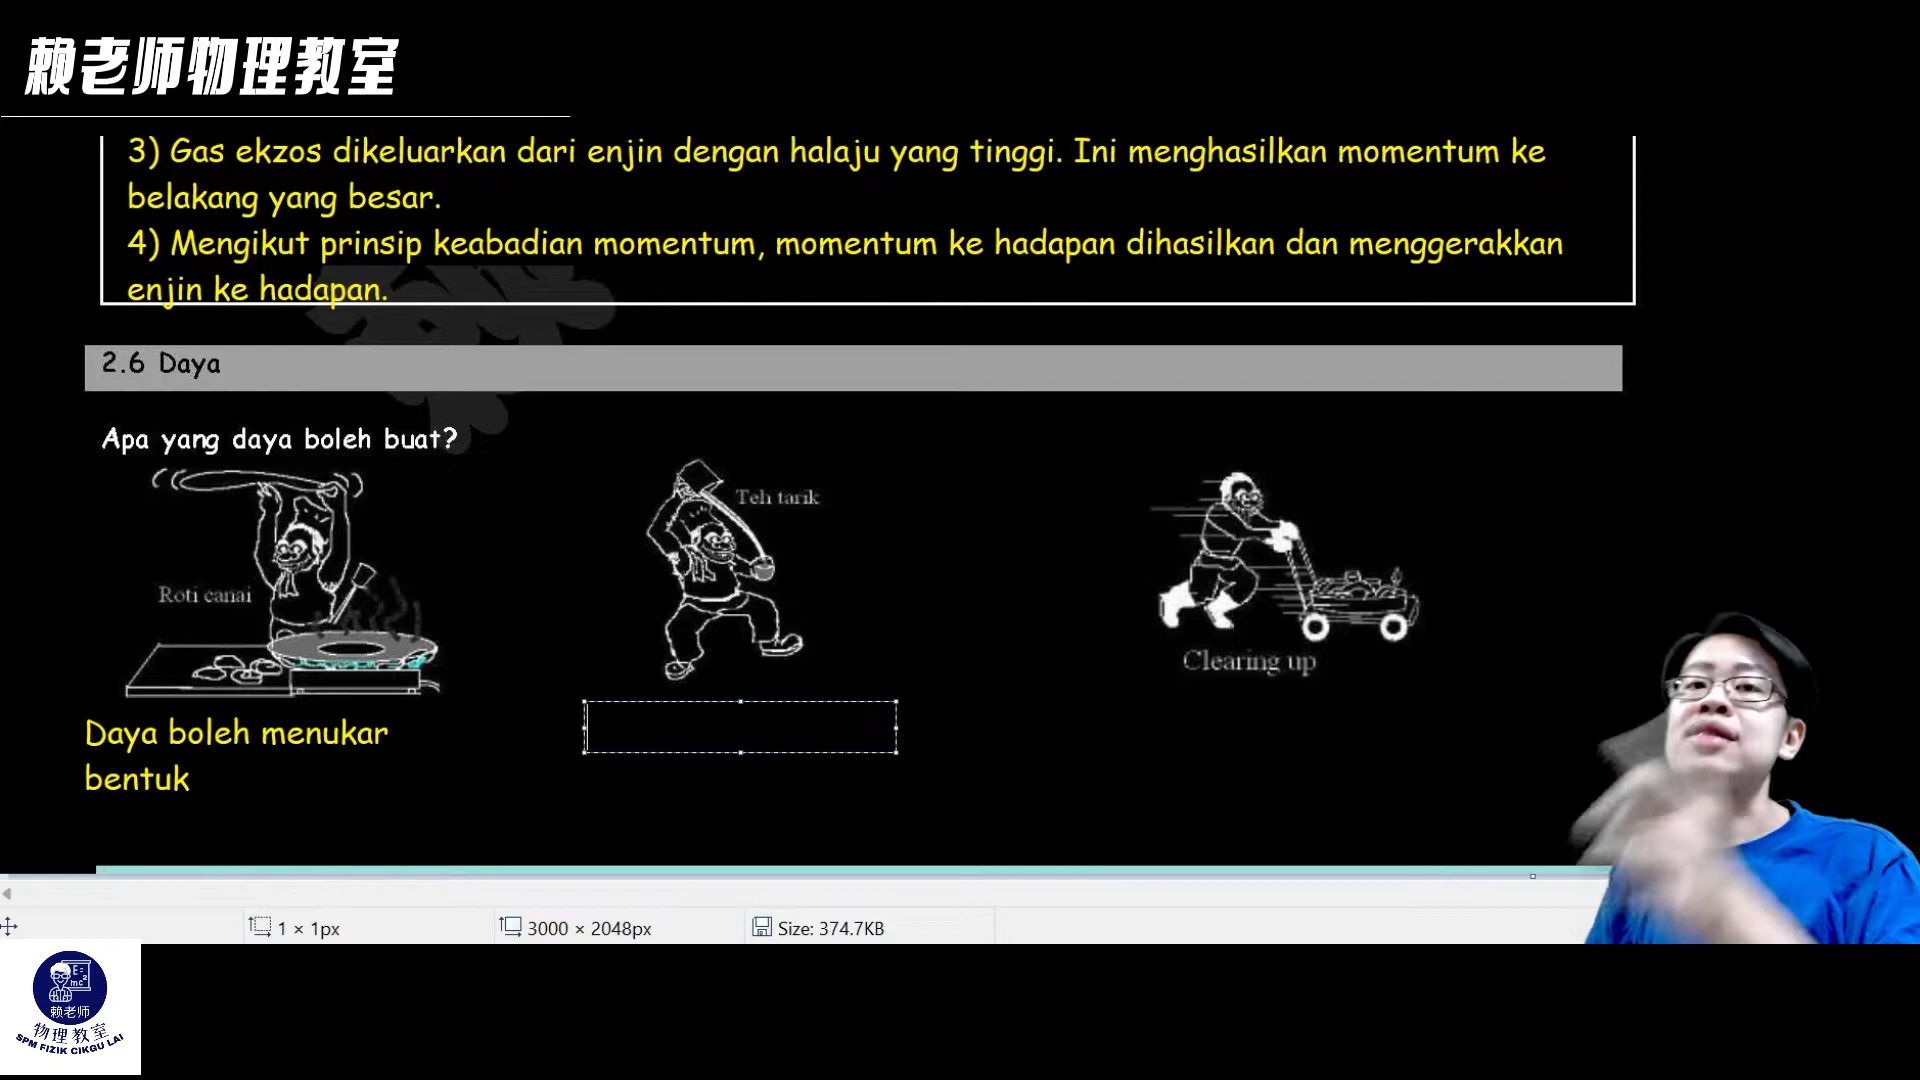 赖老师物理教室
3) Gas ekzos dikeluarkan dari enjin dengan halaju yang tinggi. Ini menghasilkan momentum ke
belakang yang besar.
4) Mengikut prinsip keabadian momentum, momentum ke hadapan dihasilkan dan menggerakkan
enjin ke hadapan.
2.6 Daya
Apa yang daya boleh buat?
Teh tarik
Roti canai
Clearing up
Daya boleh menukar
bentuk
1 × 1px
3000 × 2048px
Size: 374.7KB
E=
mc²
赖老师
物理教室
SPM FIZIK CIKGU LAI